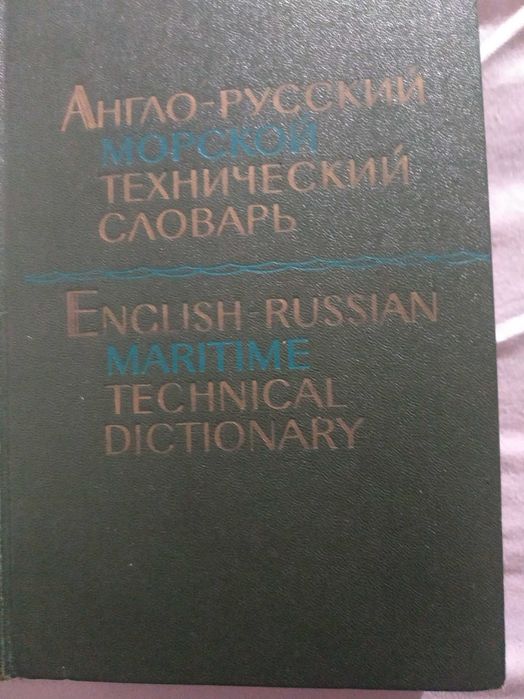 Англо-русский
морской
технический
словарь
English-Russian
Maritime
Technical
Dictionary